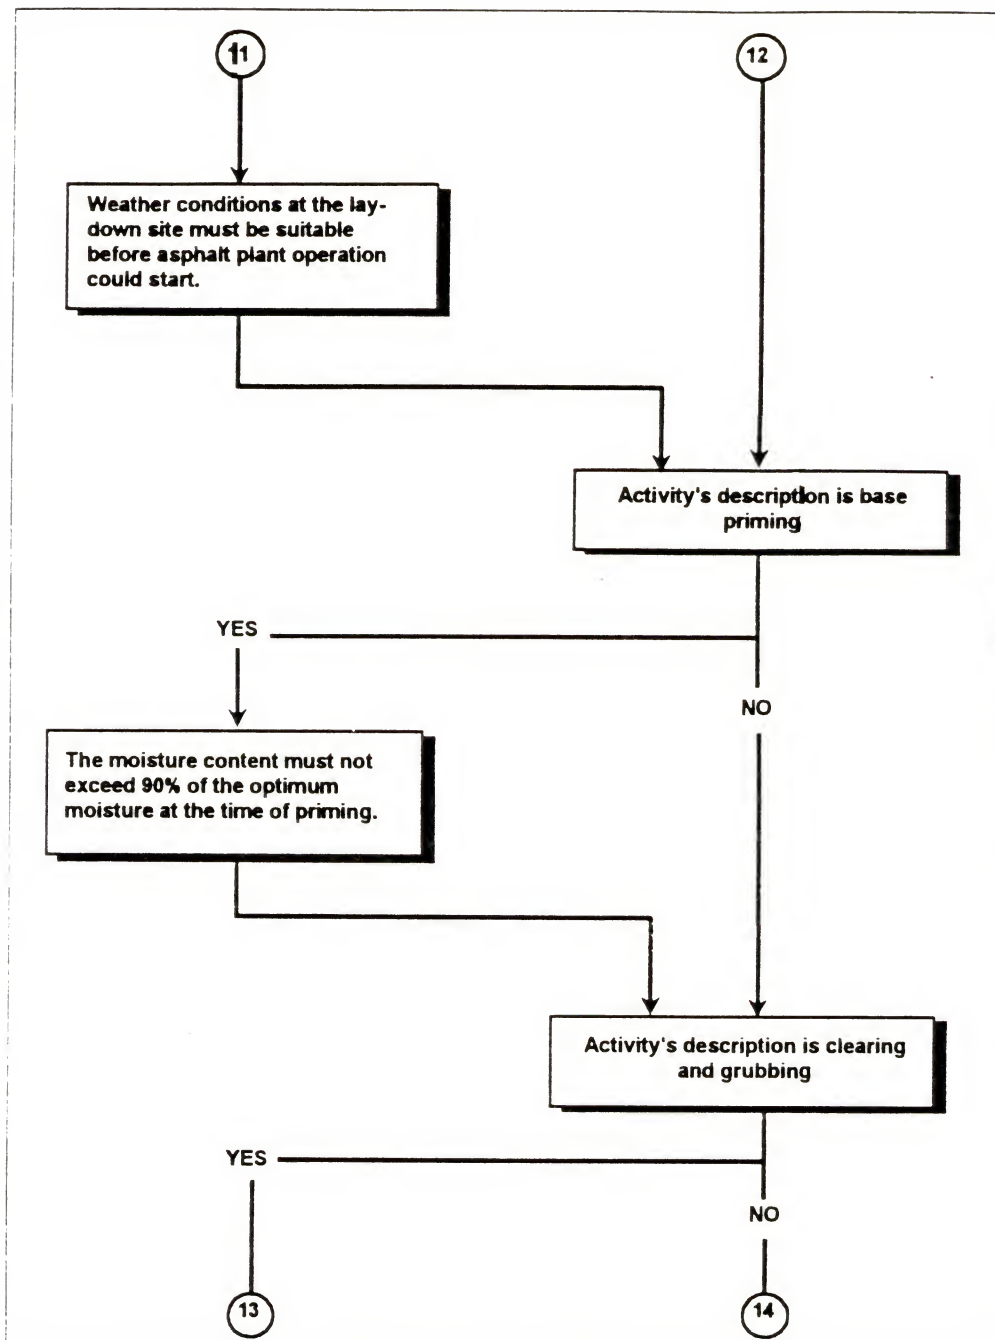 11
12
Weather conditions at the lay-
down site must be suitable
before asphalt plant operation
could start.
Activity's description is base
priming
YES
NO
The moisture content must not
exceed 90% of the optimum
moisture at the time of priming.
Activity's description is clearing
and grubbing
YES
NO
13
14